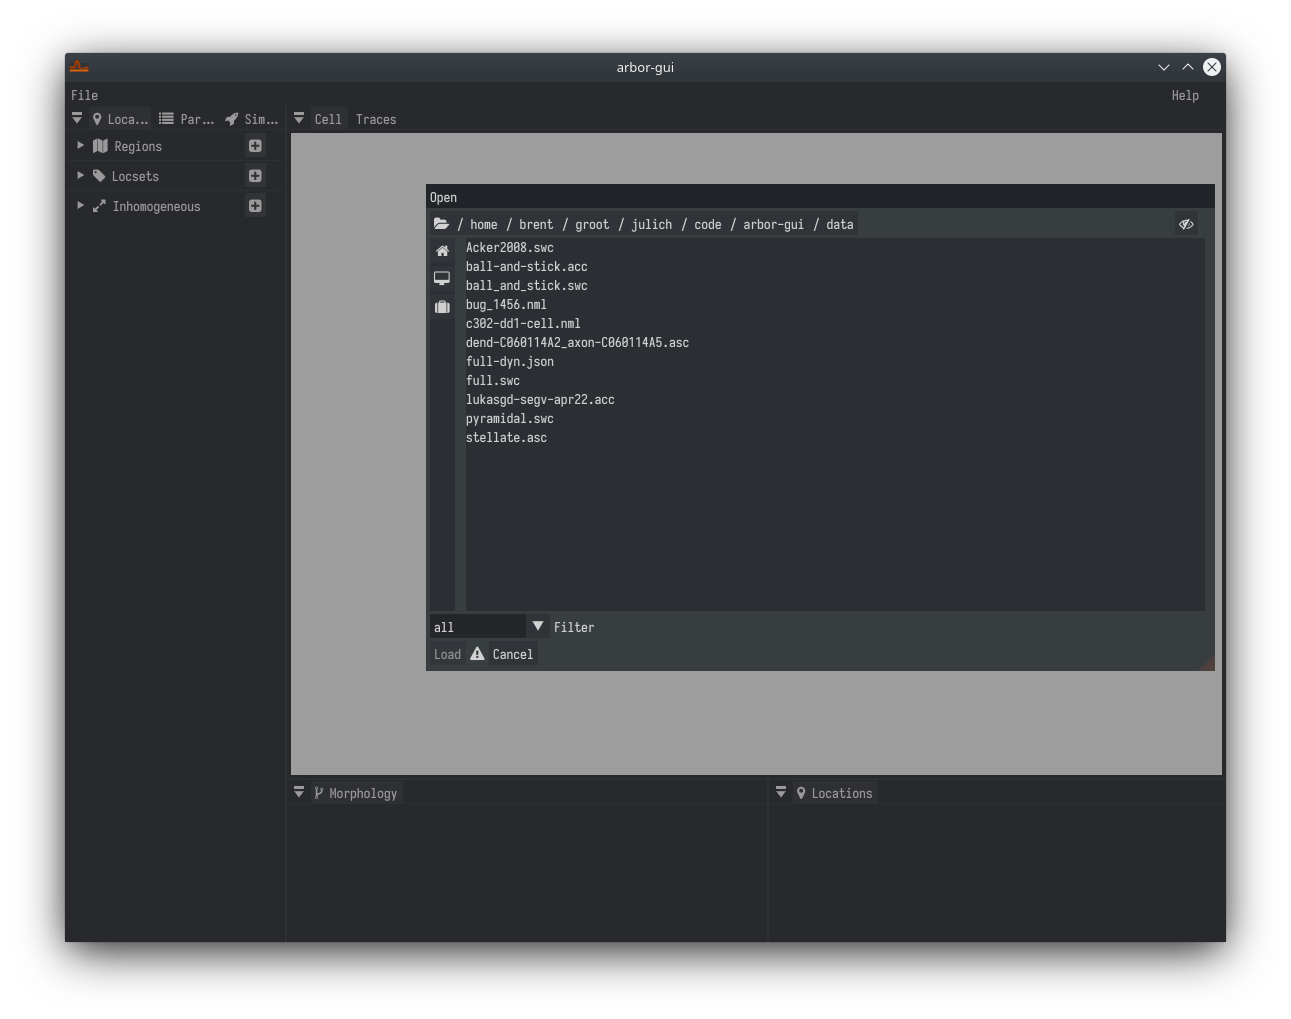 arbor-gui
File Help
Loca... Par... Sim... Cell Traces
Regions
Locsets
Inhomogeneous
Open
/ home / brent / groot / julich / code / arbor-gui / data
Acker2008.swc
ball-and-stick.acc
ball_and_stick.swc
bug_1456.nml
c302-dd1-cell.nml
dend-C060114A2_axon-C060114A5.asc
full-dyn.json
full.swc
lukasgd-segv-apr22.acc
pyramidal.swc
stellate.asc
all Filter
Load Cancel
Morphology Locations